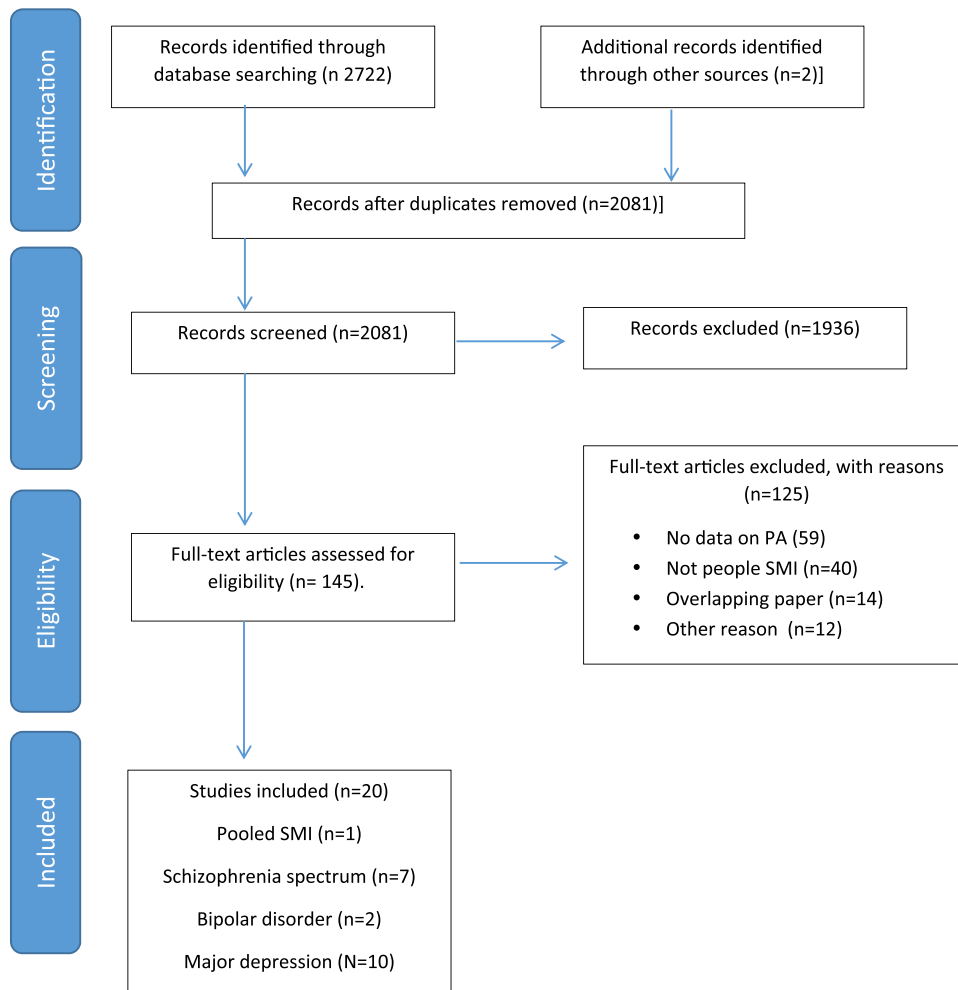 Identification
Records identified through
database searching (n 2722)
Additional records identified
through other sources (n=2)]
Records after duplicates removed (n=2081)]
Screening
Records screened (n=2081)
Records excluded (n=1936)
Eligibility
Full-text articles assessed for
eligibility (n= 145).
Full-text articles excluded, with reasons
(n=125)
• No data on PA (59)
• Not people SMI (n=40)
• Overlapping paper (n=14)
• Other reason (n=12)
Included
Studies included (n=20)
Pooled SMI (n=1)
Schizophrenia spectrum (n=7)
Bipolar disorder (n=2)
Major depression (N=10)